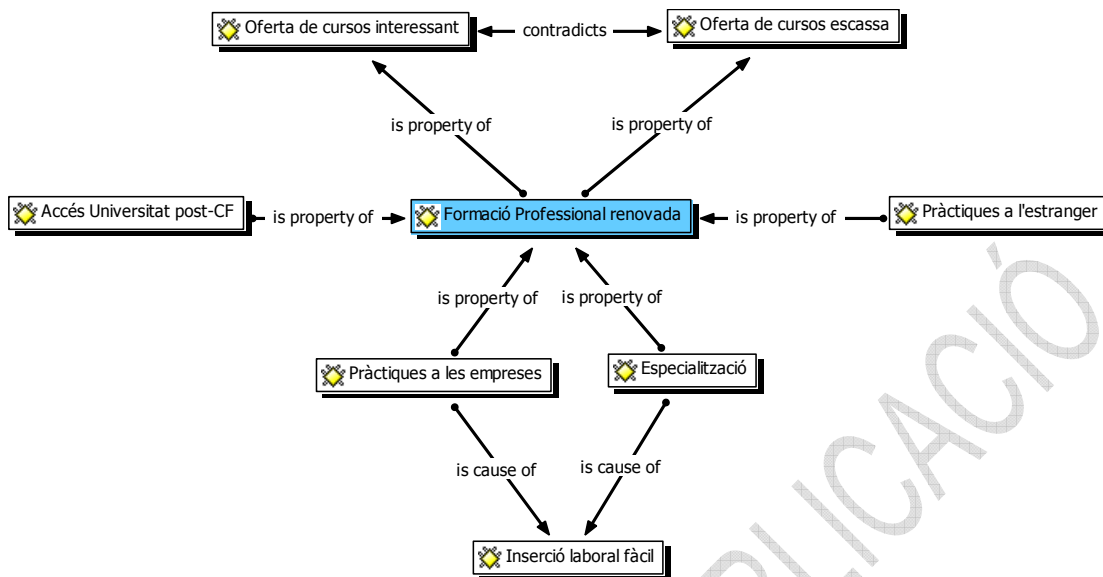 Oferta de cursos interessant
contradicts
Oferta de cursos escassa
is property of
is property of
Accés Universitat post-CF
is property of
Formació Professional renovada
is property of
Pràctiques a l'estranger
is property of
is property of
Pràctiques a les empreses
Especialització
is cause of
is cause of
Inserció laboral fàcil